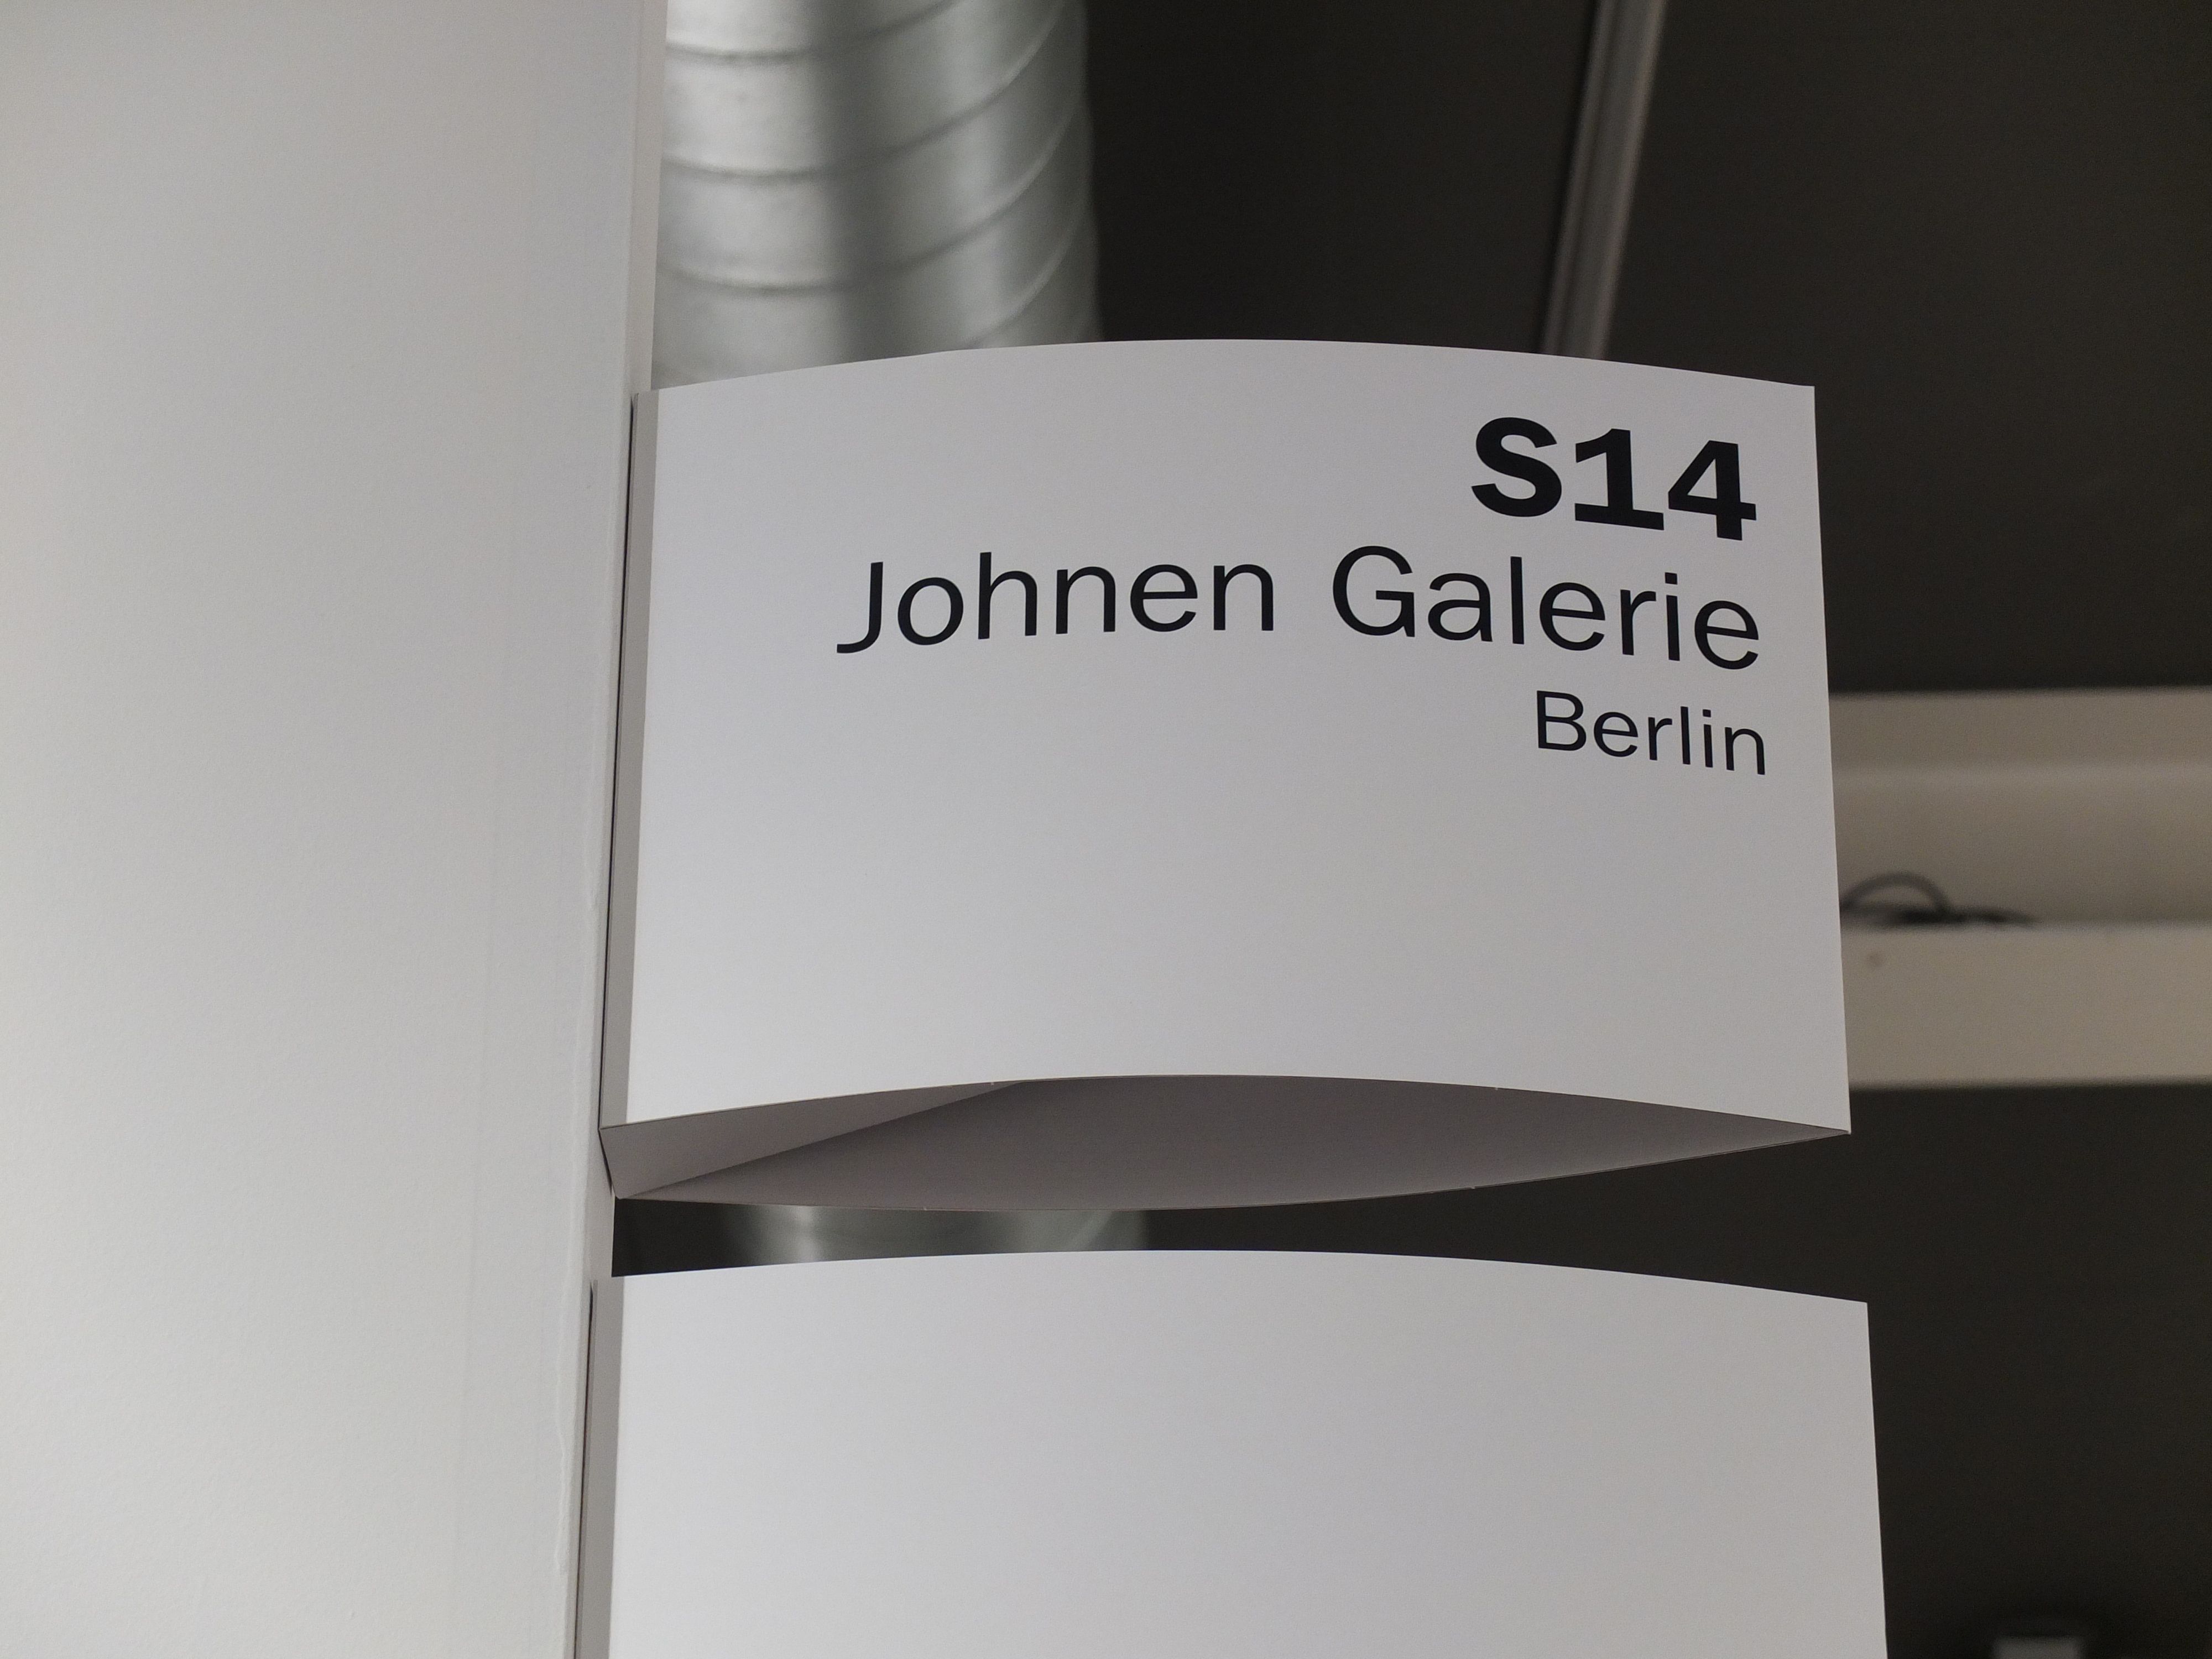 S14
Johnen Galerie
Berlin